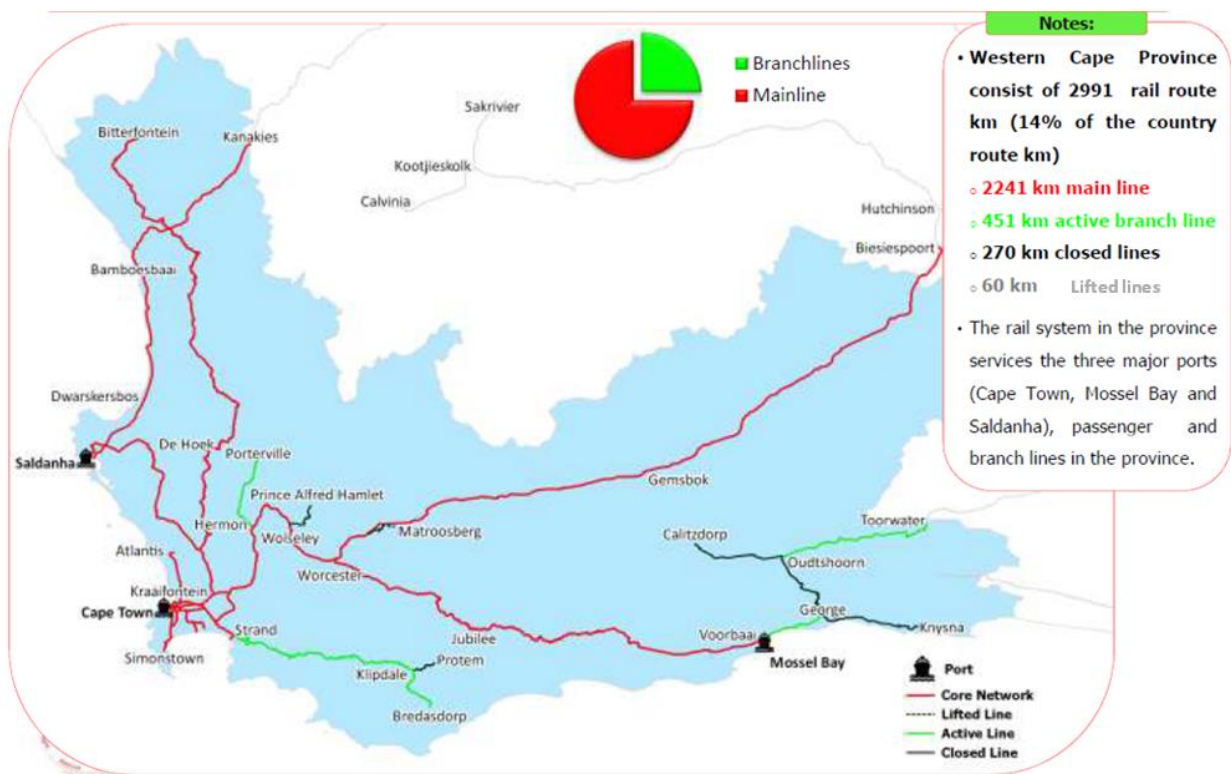 Notes:
• Western Cape Province
consist of 2991 rail route
km (14% of the country
route km)
○ 2241 km main line
○ 451 km active branch line
○ 270 km closed lines
○ 60 km Lifted lines
• The rail system in the province
services the three major ports
(Cape Town, Mossel Bay and
Saldanha), passenger and
branch lines in the province.
Branchlines
Mainline
Bitterfontein
Kanakies
Sakrivier
Kootjieskolk
Calvinia
Hutchinson
Biesiespoort
Bamboesbaai
Dwarskersbos
De Hoek
Porterville
Saldanha
Prince Alfred Hamlet
Gemsbok
Hermon
Wolseley
Matroosberg
Toorwater
Calitzdorp
Atlantis
Oudtshoorn
Worcester
Kraaifontein
Cape Town
George
Knysna
Strand
Jubilee
Voorbaai
Simonstown
Protem
Mossel Bay
Klipdale
Bredasdorp
Port
Core Network
Lifted Line
Active Line
Closed Line